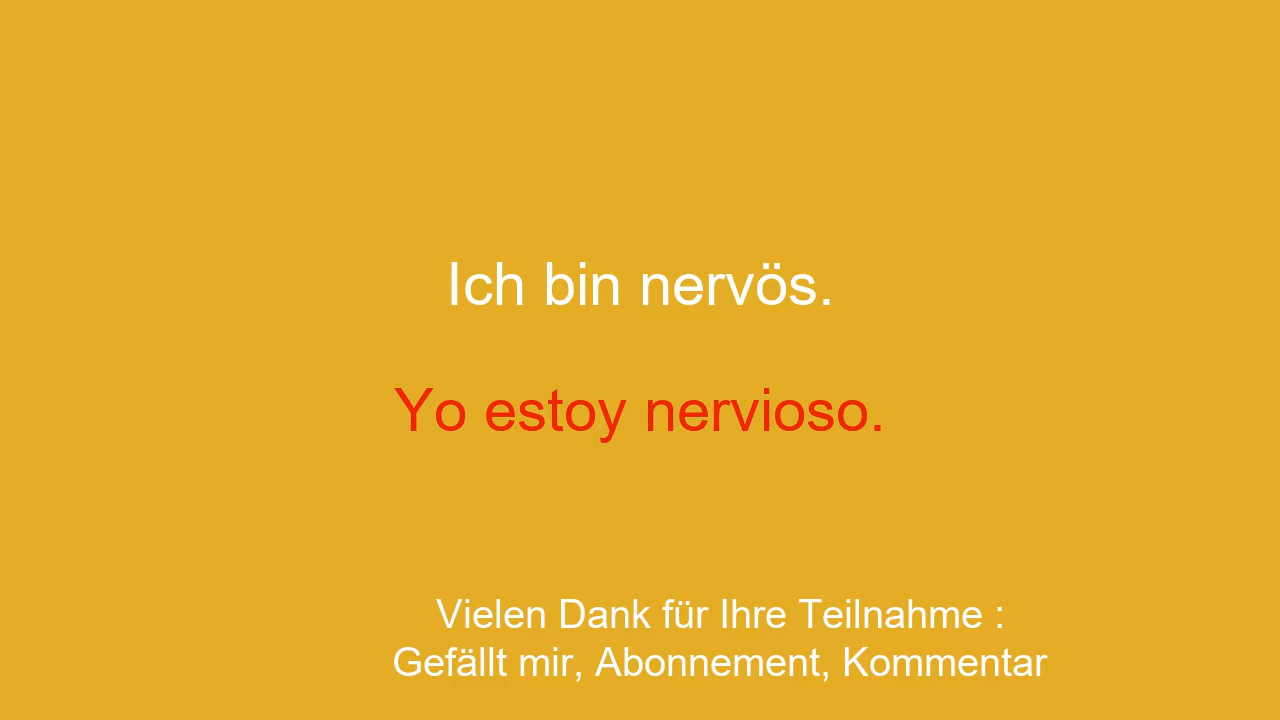 Ich bin nervös.
Yo estoy nervioso.
Vielen Dank für Ihre Teilnahme :
Gefällt mir, Abonnement, Kommentar